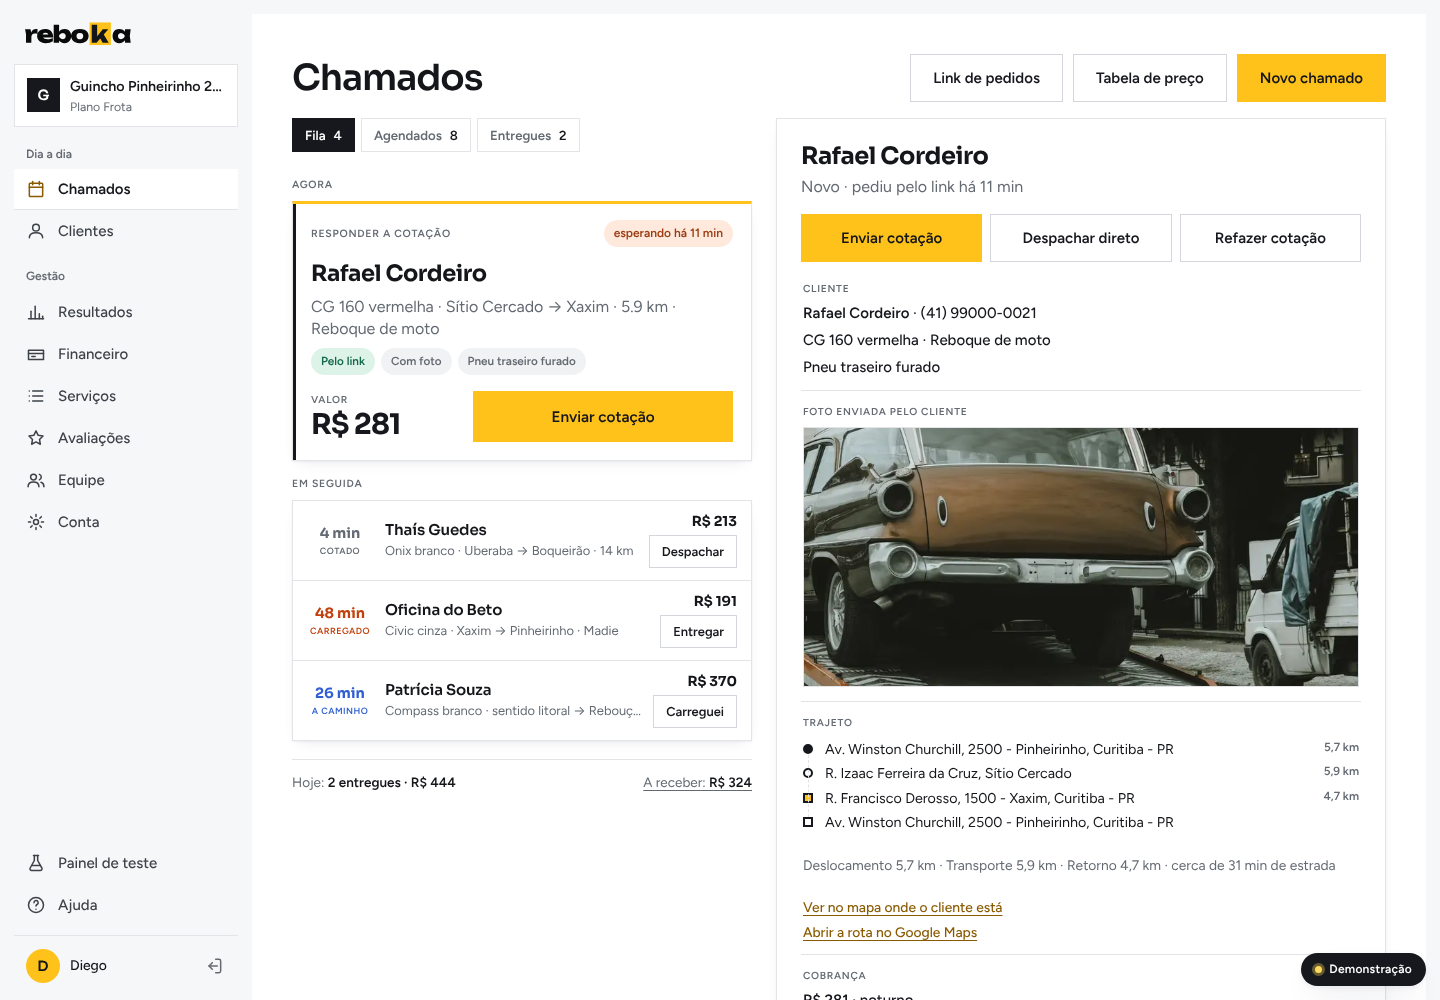 reboka
G
Guincho Pinheirinho 2...
Plano Frota
Dia a dia
Chamados
Clientes
Gestão
Resultados
Financeiro
Serviços
Avaliações
Equipe
Conta
Painel de teste
Ajuda
D
Diego
Chamados
Link de pedidos
Tabela de preço
Novo chamado
Fila 4
Agendados 8
Entregues 2
AGORA
RESPONDER A COTAÇÃO
esperando há 11 min
Rafael Cordeiro
CG 160 vermelha · Sítio Cercado → Xaxim · 5.9 km ·
Reboque de moto
Pelo link
Com foto
Pneu traseiro furado
VALOR
R$ 281
Enviar cotação
EM SEGUIDA
4 min
COTADO
Thaís Guedes
Onix branco · Uberaba → Boqueirão · 14 km
R$ 213
Despachar
48 min
CARREGADO
Oficina do Beto
Civic cinza · Xaxim → Pinheirinho · Madie
R$ 191
Entregar
26 min
A CAMINHO
Patrícia Souza
Compass branco · sentido litoral → Rebouç...
R$ 370
Carreguei
Hoje: 2 entregues · R$ 444
A receber: R$ 324
Rafael Cordeiro
Novo · pediu pelo link há 11 min
Enviar cotação
Despachar direto
Refazer cotação
CLIENTE
Rafael Cordeiro · (41) 99000-0021
CG 160 vermelha · Reboque de moto
Pneu traseiro furado
FOTO ENVIADA PELO CLIENTE
TRAJETO
Av. Winston Churchill, 2500 - Pinheirinho, Curitiba - PR
5,7 km
R. Izaac Ferreira da Cruz, Sítio Cercado
5,9 km
R. Francisco Derosso, 1500 - Xaxim, Curitiba - PR
4,7 km
Av. Winston Churchill, 2500 - Pinheirinho, Curitiba - PR
Deslocamento 5,7 km · Transporte 5,9 km · Retorno 4,7 km · cerca de 31 min de estrada
Ver no mapa onde o cliente está
Abrir a rota no Google Maps
COBRANÇA
R$ 281 · noturno
Demonstração